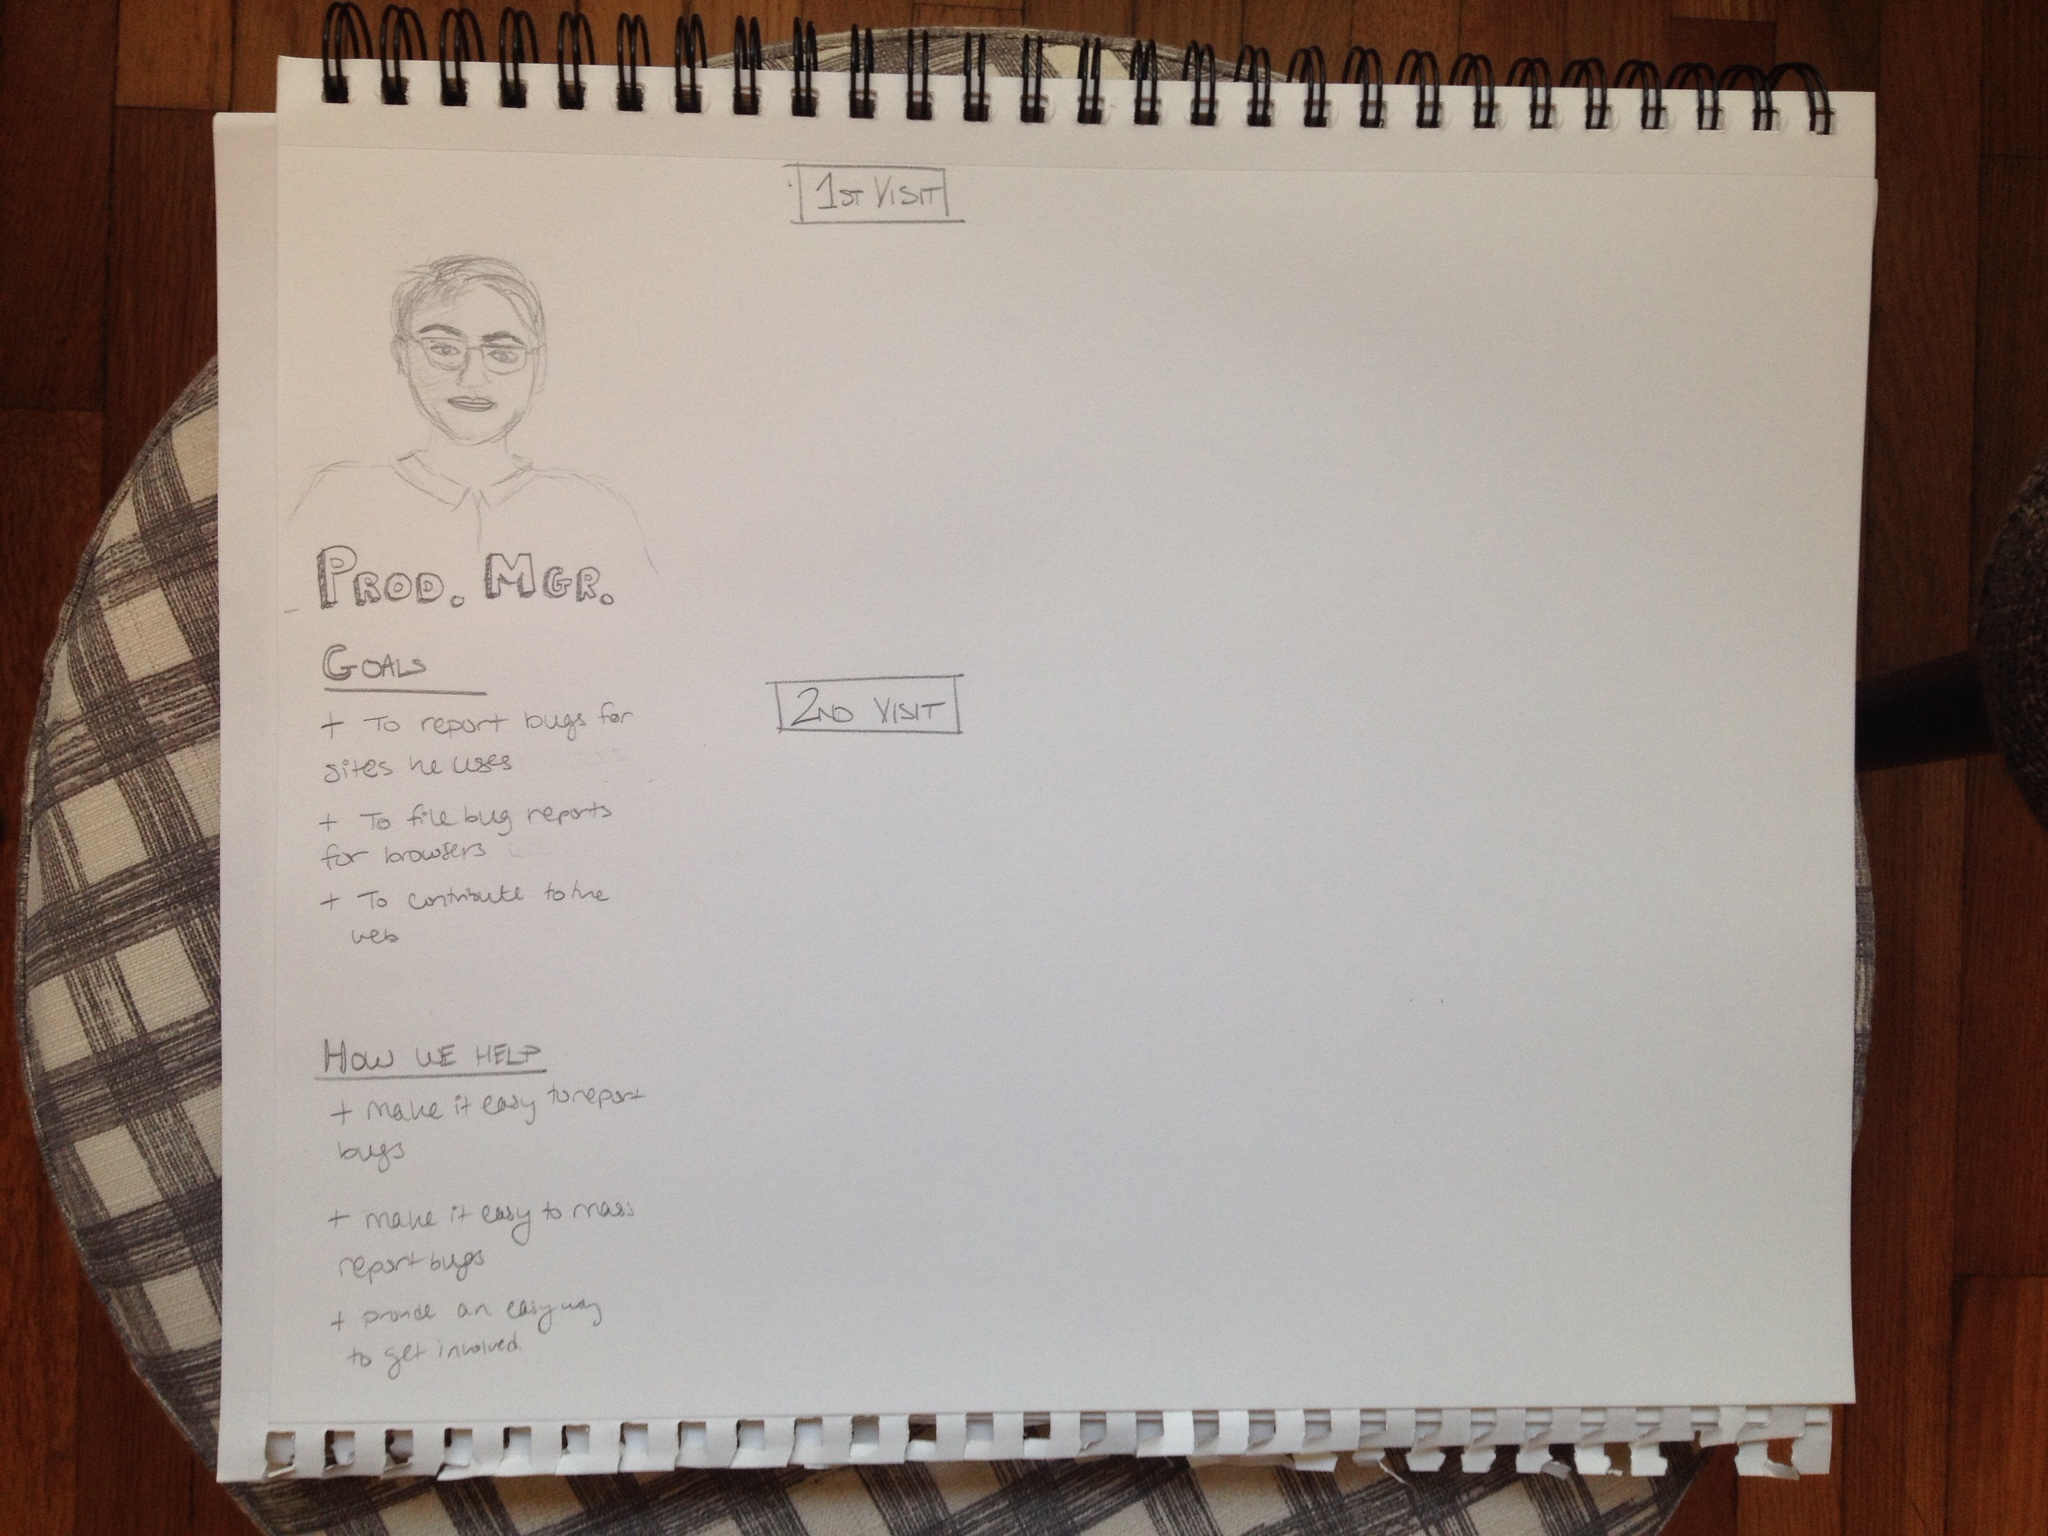 1ST VISIT
PROD. MGR.
GOALS
+ To report bugs for
sites he uses
+ To file bug reports
for browsers
+ To contribute to the
web
2ND VISIT
HOW WE HELP
+ make it easy to report
bugs
+ make it easy to mass
report bugs
+ provide an easy way
to get involved.